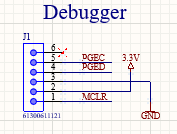 Debugger
J1
6
5 PGEC 3.3V
4 PGED
3
2
1 MCLR
GND
61300611121